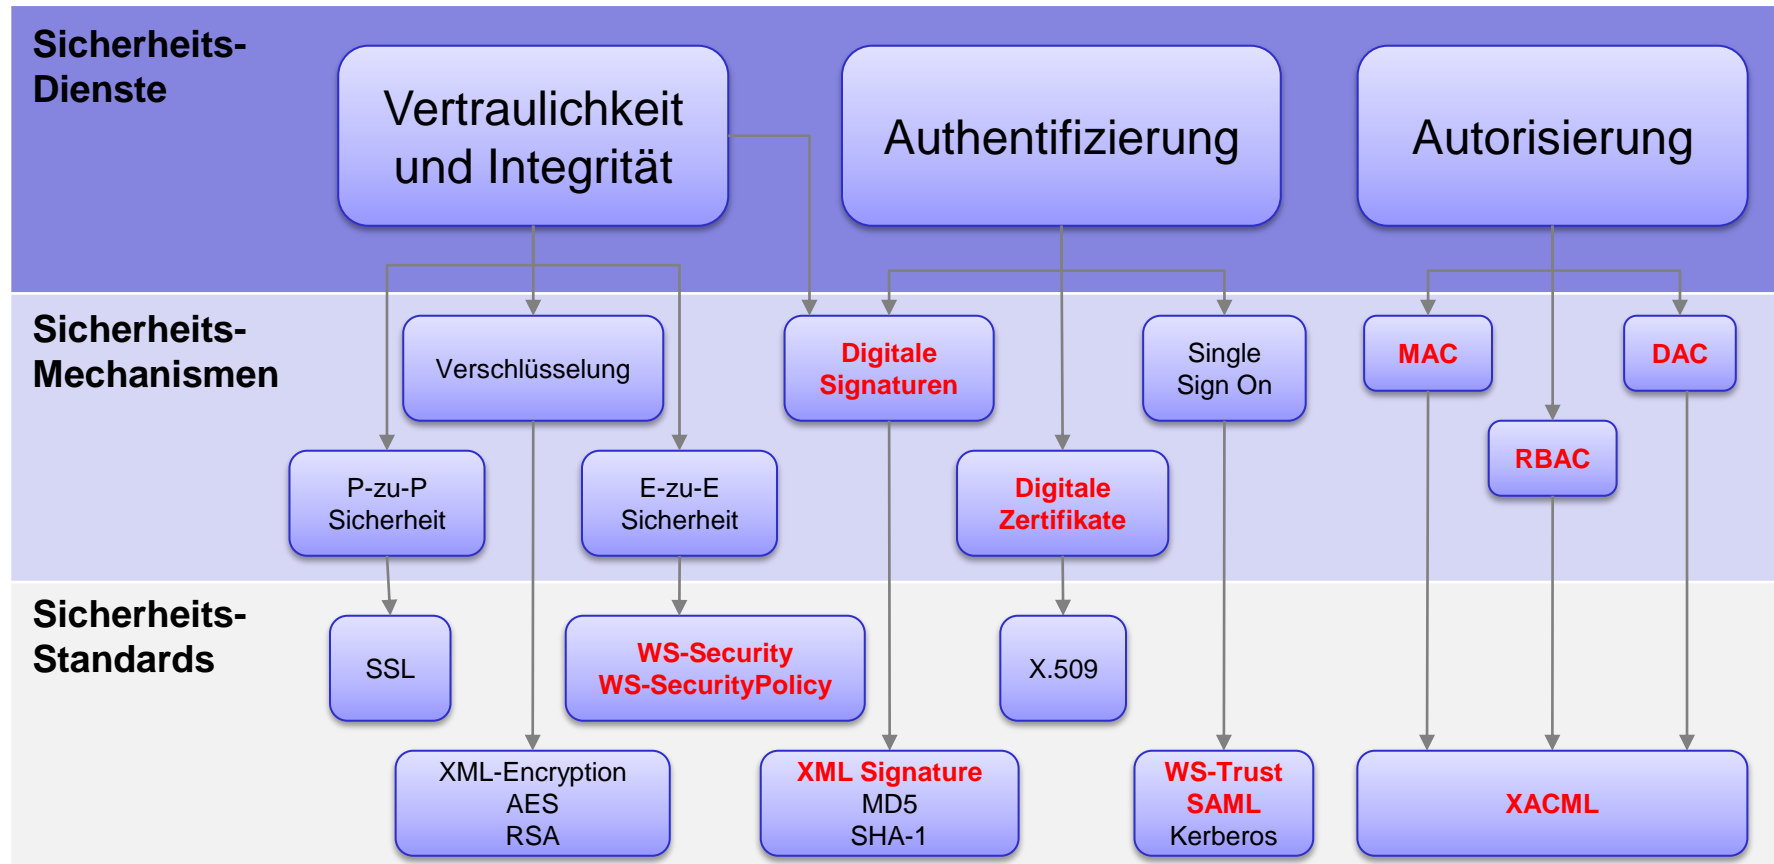 Sicherheits-
Dienste
Vertraulichkeit
und Integrität
Authentifizierung
Autorisierung
Sicherheits-
Mechanismen
Verschlüsselung
Digitale
Signaturen
Single
Sign On
MAC
DAC
RBAC
P-zu-P
Sicherheit
E-zu-E
Sicherheit
Digitale
Zertifikate
Sicherheits-
Standards
SSL
WS-Security
WS-SecurityPolicy
X.509
XML-Encryption
AES
RSA
XML Signature
MD5
SHA-1
WS-Trust
SAML
Kerberos
XACML